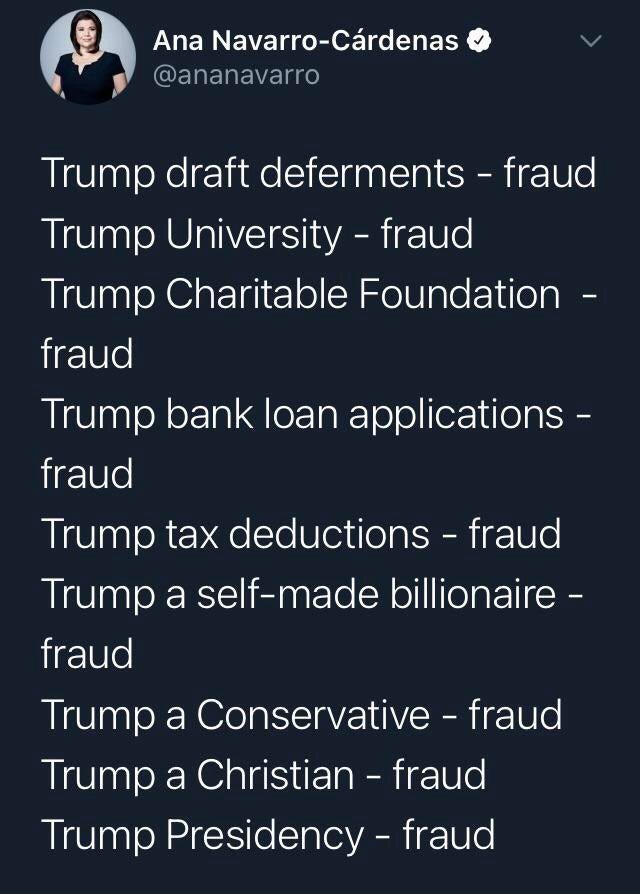 Ana Navarro-Cárdenas
@ananavarro
Trump draft deferments - fraud
Trump University - fraud
Trump Charitable Foundation -
fraud
Trump bank loan applications -
fraud
Trump tax deductions - fraud
Trump a self-made billionaire -
fraud
Trump a Conservative - fraud
Trump a Christian - fraud
Trump Presidency - fraud